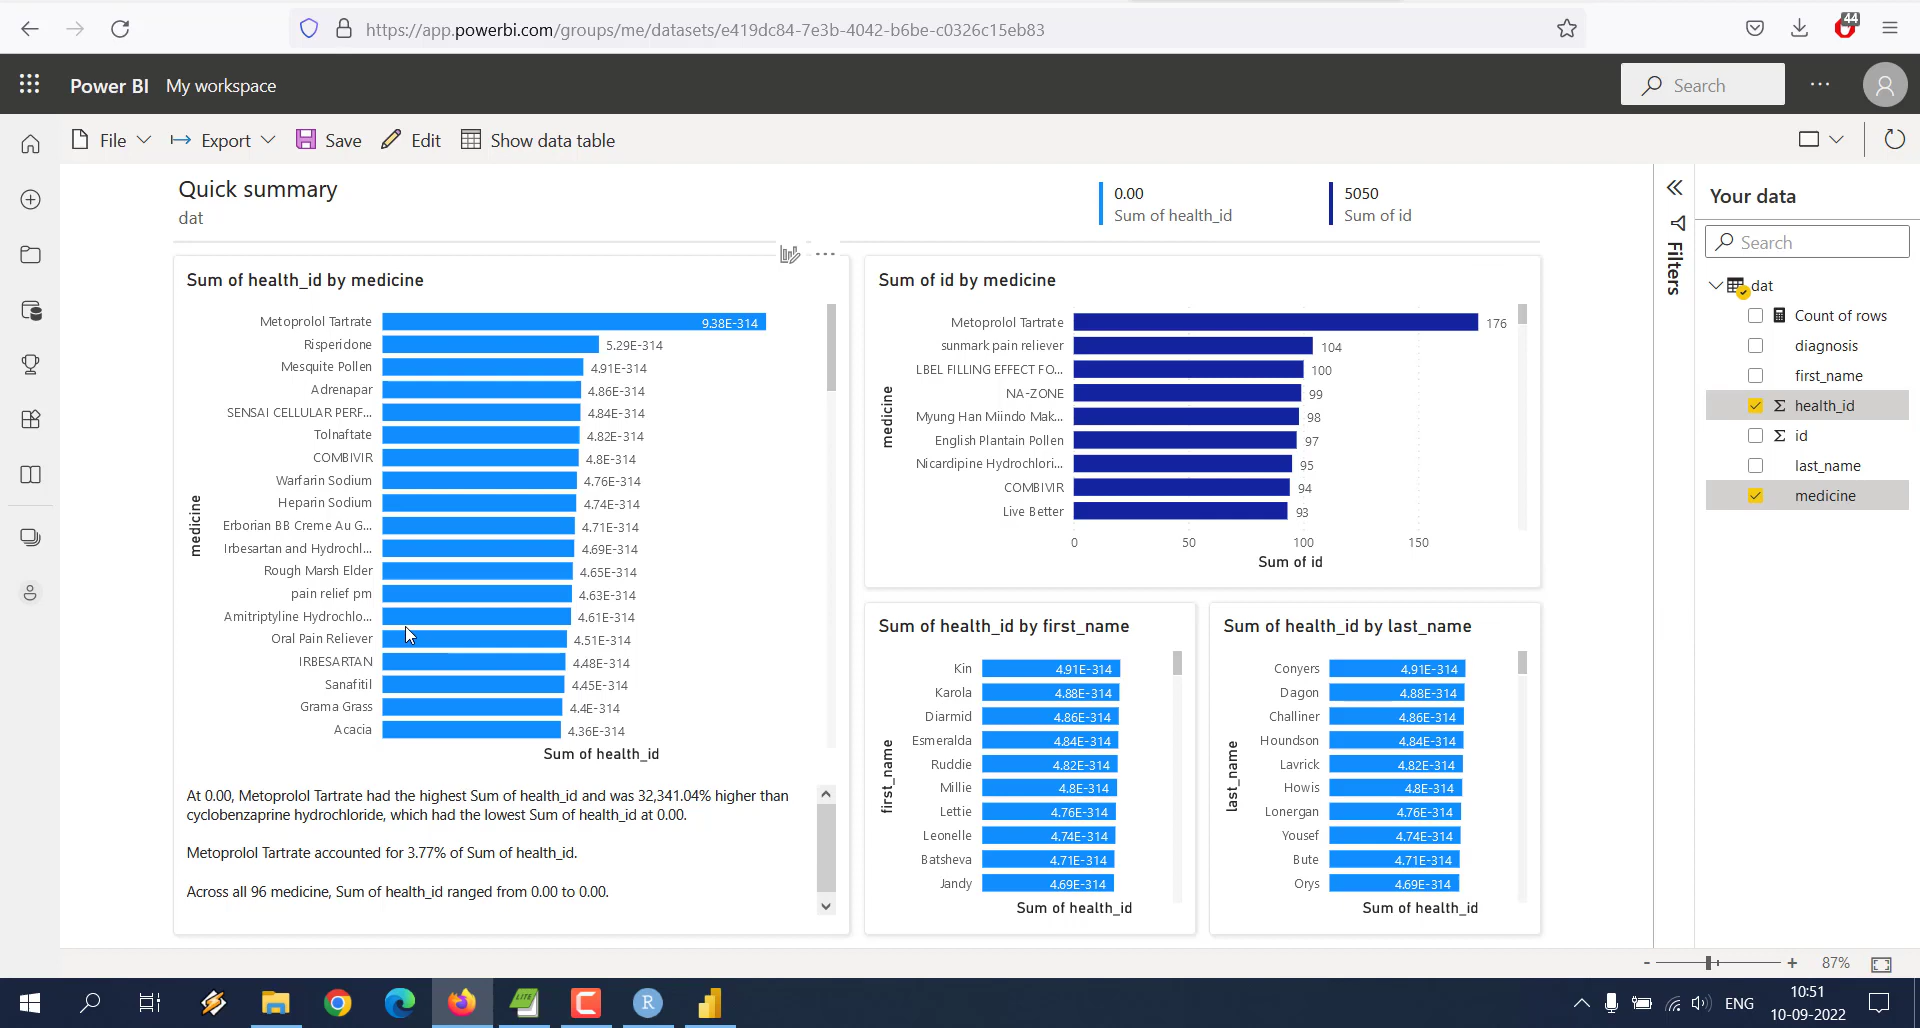 https://app.powerbi.com/groups/me/datasets/e419dc84-7e3b-4042-b6be-c0326c15eb83
44
Power BI My workspace
Search
File Export Save Edit Show data table
Quick summary
dat
0.00
Sum of health_id
5050
Sum of id
Sum of health_id by medicine
medicine
Metoprolol Tartrate 9.38E-314
Risperidone 5.29E-314
Mesquite Pollen 4.91E-314
Adrenapar 4.86E-314
SENSAI CELLULAR PERF... 4.84E-314
Tolnaftate 4.82E-314
COMBIVIR 4.8E-314
Warfarin Sodium 4.76E-314
Heparin Sodium 4.74E-314
Erborian BB Creme Au G... 4.71E-314
Irbesartan and Hydrochl... 4.69E-314
Rough Marsh Elder 4.65E-314
pain relief pm 4.63E-314
Amitriptyline Hydrochlo... 4.61E-314
Oral Pain Reliever 4.51E-314
IRBESARTAN 4.48E-314
Sanafitil 4.45E-314
Grama Grass 4.4E-314
Acacia 4.36E-314
Sum of health_id
At 0.00, Metoprolol Tartrate had the highest Sum of health_id and was 32,341.04% higher than
cyclobenzaprine hydrochloride, which had the lowest Sum of health_id at 0.00.
Metoprolol Tartrate accounted for 3.77% of Sum of health_id.
Across all 96 medicine, Sum of health_id ranged from 0.00 to 0.00.
Sum of id by medicine
medicine
Metoprolol Tartrate 176
sunmark pain reliever 104
LBEL FILLING EFFECT FO... 100
NA-ZONE 99
Myung Han Miindo Mak... 98
English Plantain Pollen 97
Nicardipine Hydrochlori... 95
COMBIVIR 94
Live Better 93
0 50 100 150
Sum of id
Sum of health_id by first_name
first_name
Kin 4.91E-314
Karola 4.88E-314
Diarmid 4.86E-314
Esmeralda 4.84E-314
Ruddie 4.82E-314
Millie 4.8E-314
Lettie 4.76E-314
Leonelle 4.74E-314
Batsheva 4.71E-314
Jandy 4.69E-314
Sum of health_id
Sum of health_id by last_name
last_name
Conyers 4.91E-314
Dagon 4.88E-314
Challiner 4.86E-314
Houndson 4.84E-314
Lavrick 4.82E-314
Howis 4.8E-314
Lonergan 4.76E-314
Yousef 4.74E-314
Bute 4.71E-314
Orys 4.69E-314
Sum of health_id
Filters
Your data
Search
dat
Count of rows
diagnosis
first_name
Σ health_id
Σ id
last_name
medicine
- + 87%
LITE
R
ENG
10:51
10-09-2022